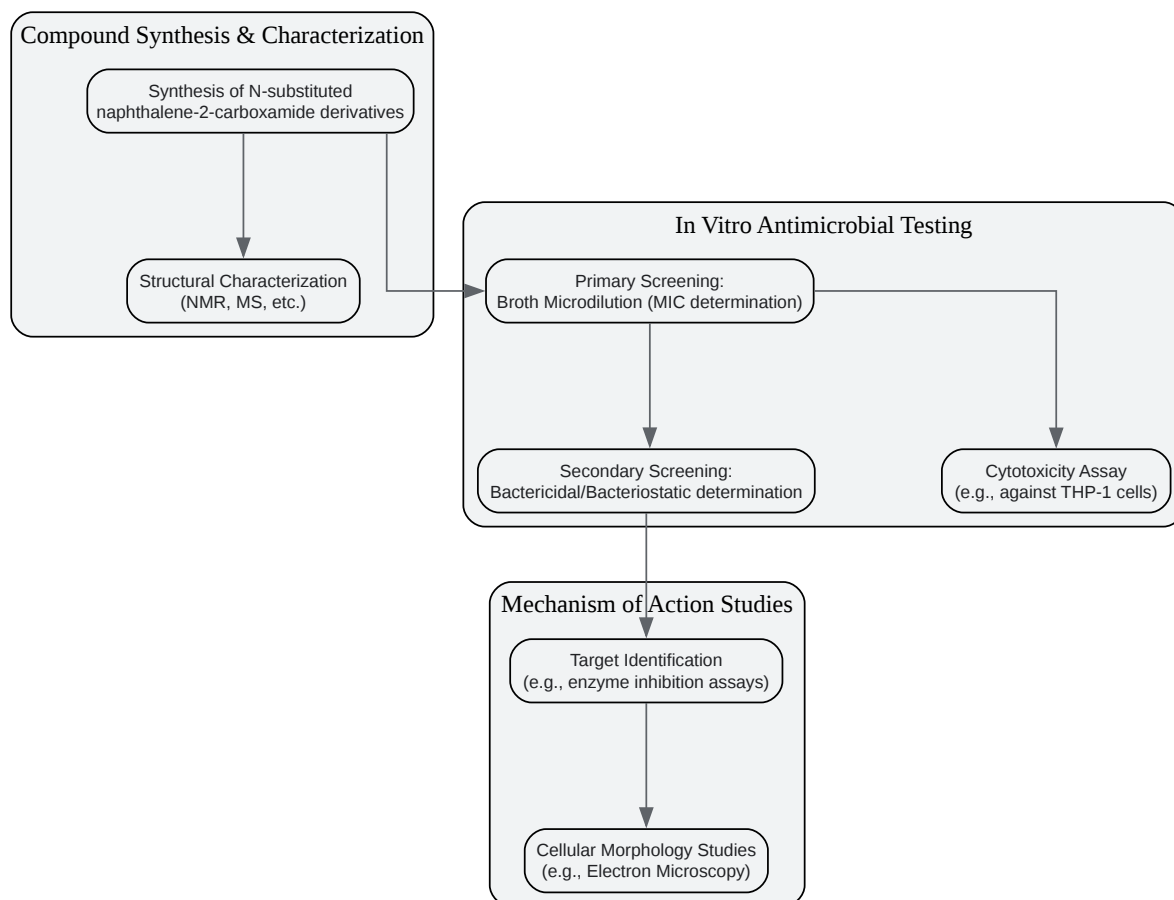 Compound Synthesis & Characterization
Synthesis of N-substituted
naphthalene-2-carboxamide derivatives
Structural Characterization
(NMR, MS, etc.)
In Vitro Antimicrobial Testing
Primary Screening:
Broth Microdilution (MIC determination)
Secondary Screening:
Bactericidal/Bacteriostatic determination
Cytotoxicity Assay
(e.g., against THP-1 cells)
Mechanism of Action Studies
Target Identification
(e.g., enzyme inhibition assays)
Cellular Morphology Studies
(e.g., Electron Microscopy)